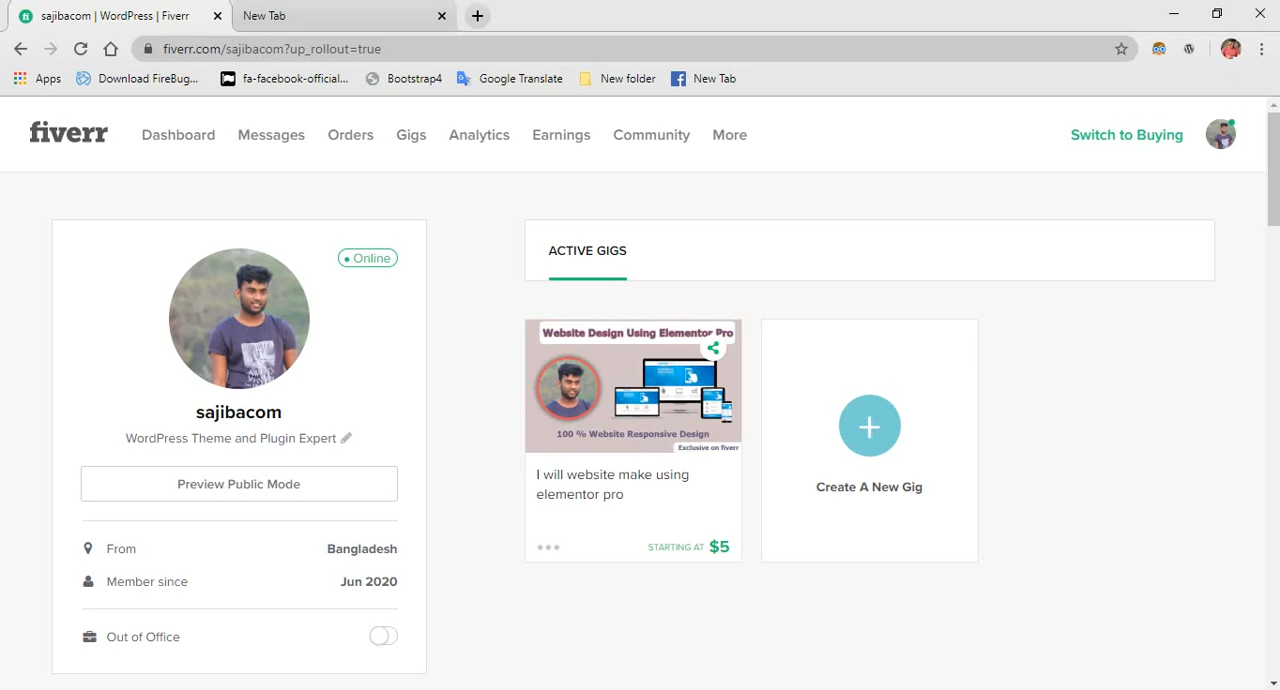 sajibacom | WordPress | Fiverr
New Tab
fiverr.com/sajibacom?up_rollout=true
Apps
Download FireBug...
fa-facebook-official...
Bootstrap4
Google Translate
New folder
New Tab
fiverr
Dashboard
Messages
Orders
Gigs
Analytics
Earnings
Community
More
Switch to Buying
Online
sajibacom
WordPress Theme and Plugin Expert
Preview Public Mode
From Bangladesh
Member since Jun 2020
Out of Office
ACTIVE GIGS
Website Design Using Elementor Pro
100 % Website Responsive Design
Exclusive on fiverr
I will website make using
elementor pro
STARTING AT $5
Create A New Gig